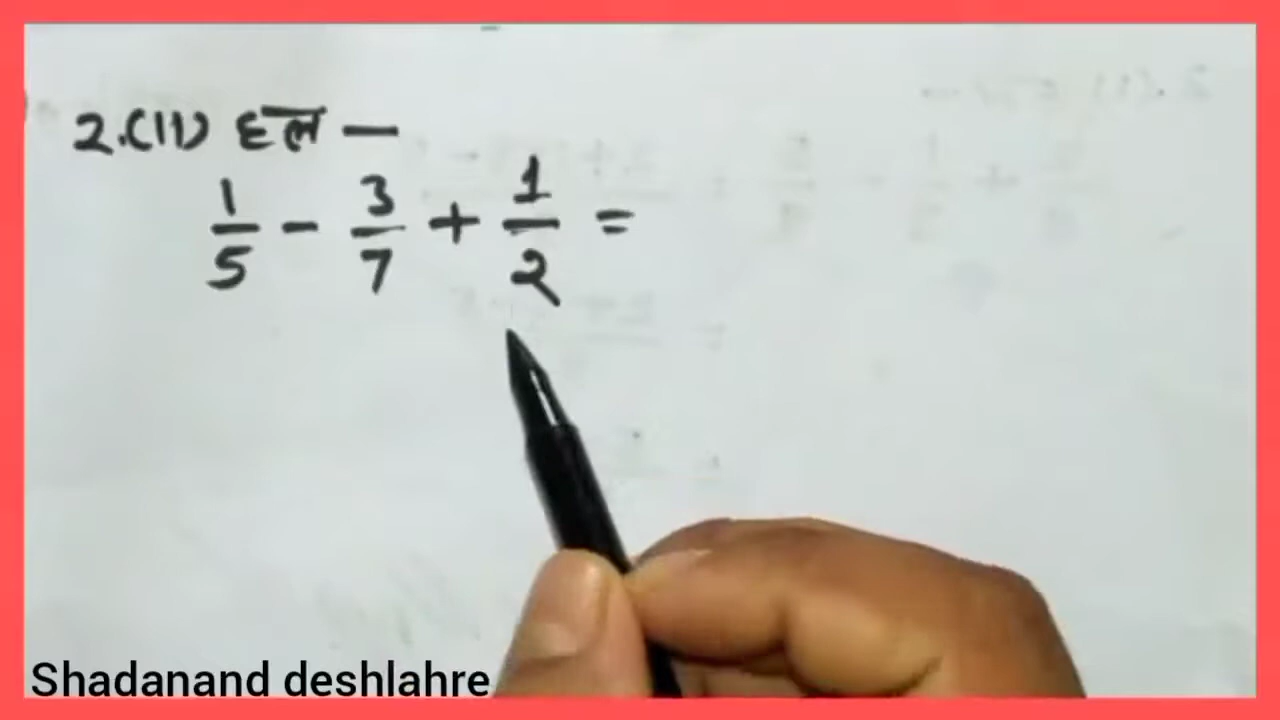 2.(11) हल —
1/5 - 3/7 + 1/2 =
Shadanand deshlahre